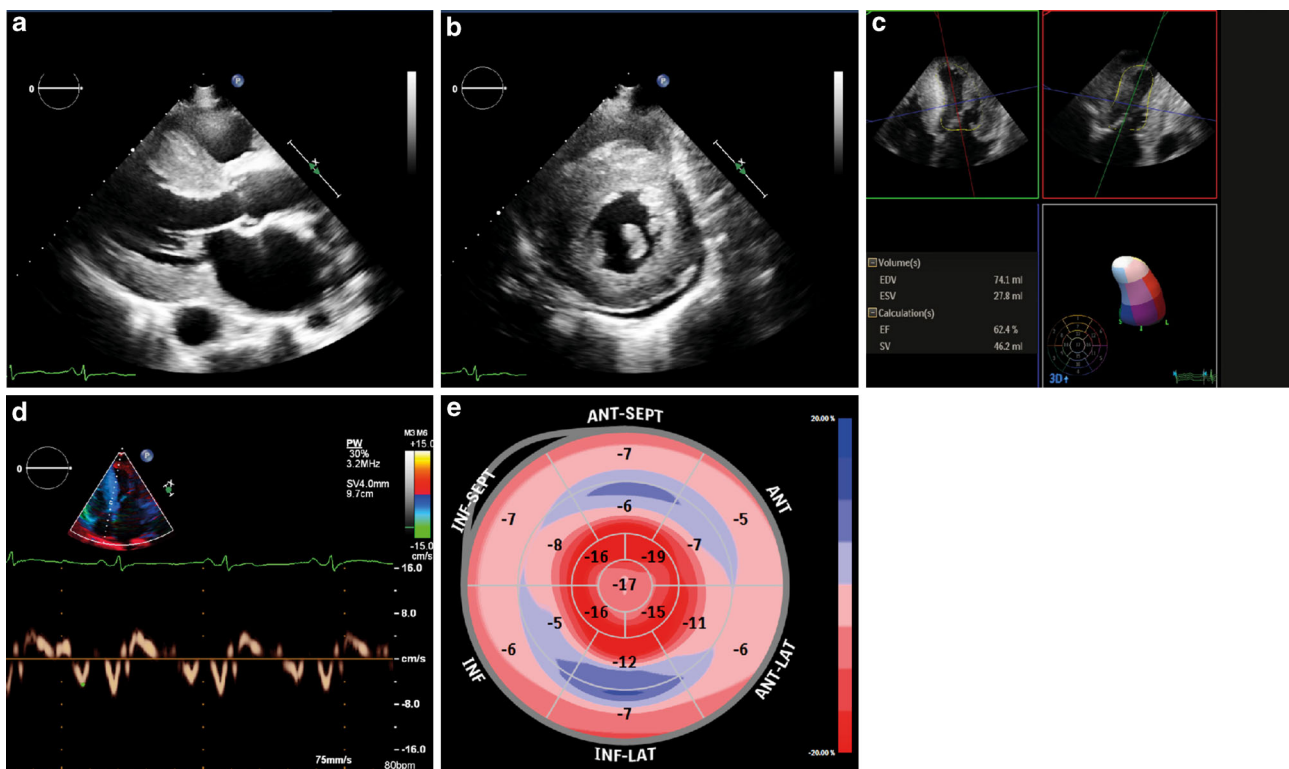 a
0
P
X
b
0
P
X
c
Volume(s)
EDV 74.1 ml
ESV 27.8 ml
Calculation(s)
EF 62.4 %
SV 46.2 ml
S L
3D
d
0
P
PW
30%
3.2MHz
SV4.0mm
9.7cm
M3 M6
+15.0
-15.0
cm/s
-16.0
-8.0
cm/s
-8.0
-16.0
75mm/s
80bpm
e
ANT-SEPT
ANT
ANT-LAT
INF-LAT
INF
INF-SEPT
20.00 %
-20.00 %
-7
-7
-5
-6
-8
-7
-16
-19
-17
-16
-15
-5
-11
-6
-12
-6
-7